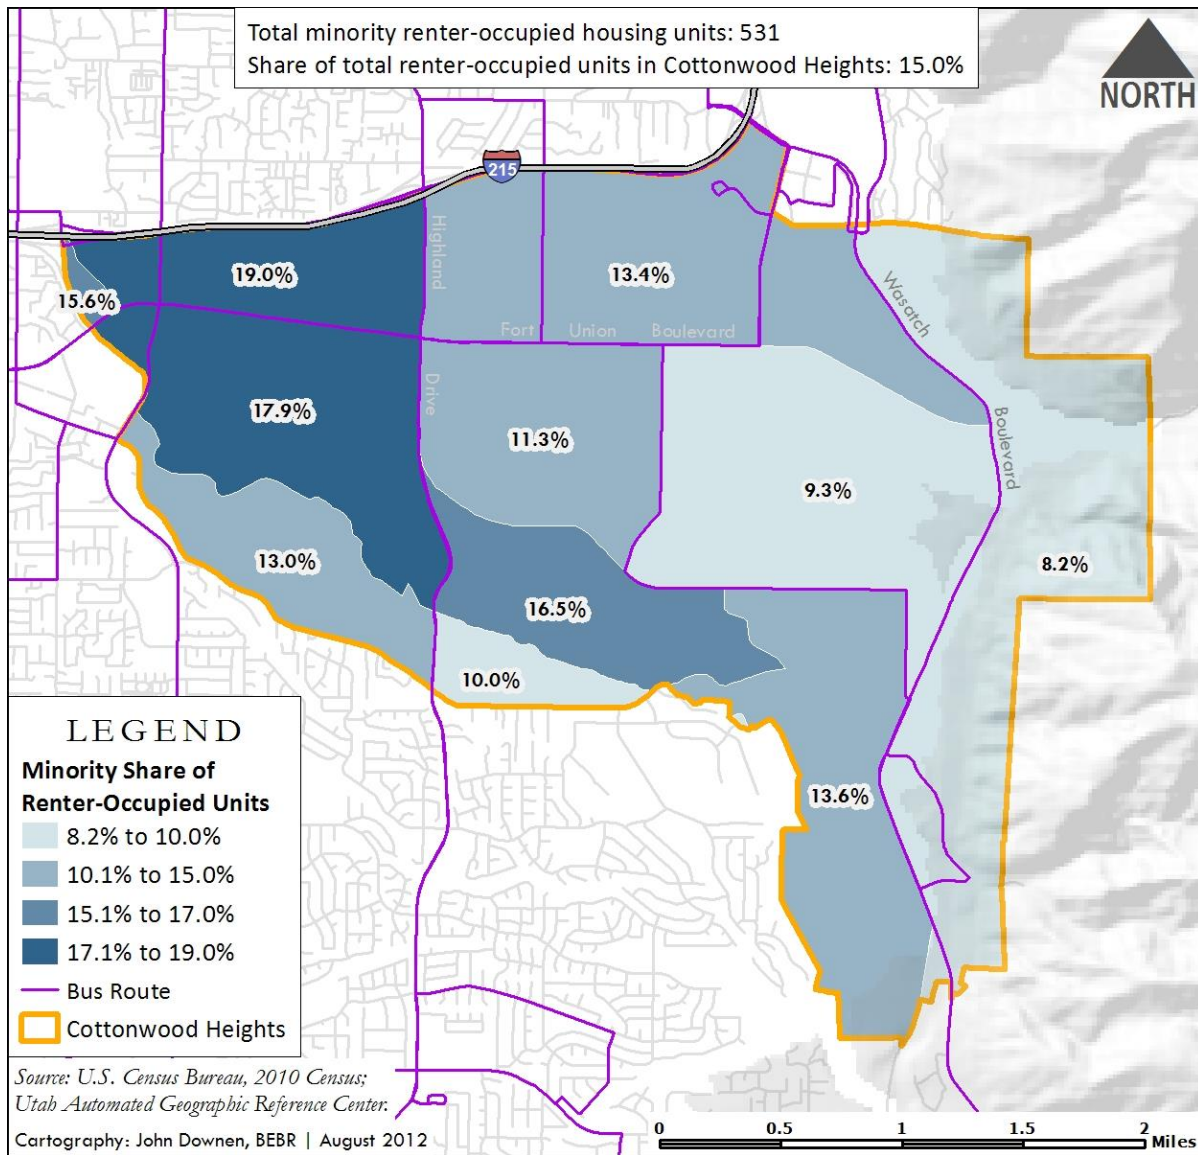 Total minority renter-occupied housing units: 531
Share of total renter-occupied units in Cottonwood Heights: 15.0%
NORTH
215
Highland
19.0%
13.4%
15.6%
Wasatch
Fort Union Boulevard
Drive
17.9%
11.3%
Boulevard
9.3%
13.0%
8.2%
16.5%
10.0%
13.6%
LEGEND
Minority Share of
Renter-Occupied Units
8.2% to 10.0%
10.1% to 15.0%
15.1% to 17.0%
17.1% to 19.0%
Bus Route
Cottonwood Heights
Source: U.S. Census Bureau, 2010 Census;
Utah Automated Geographic Reference Center.
Cartography: John Downen, BEBR | August 2012
0 0.5 1 1.5 2
Miles